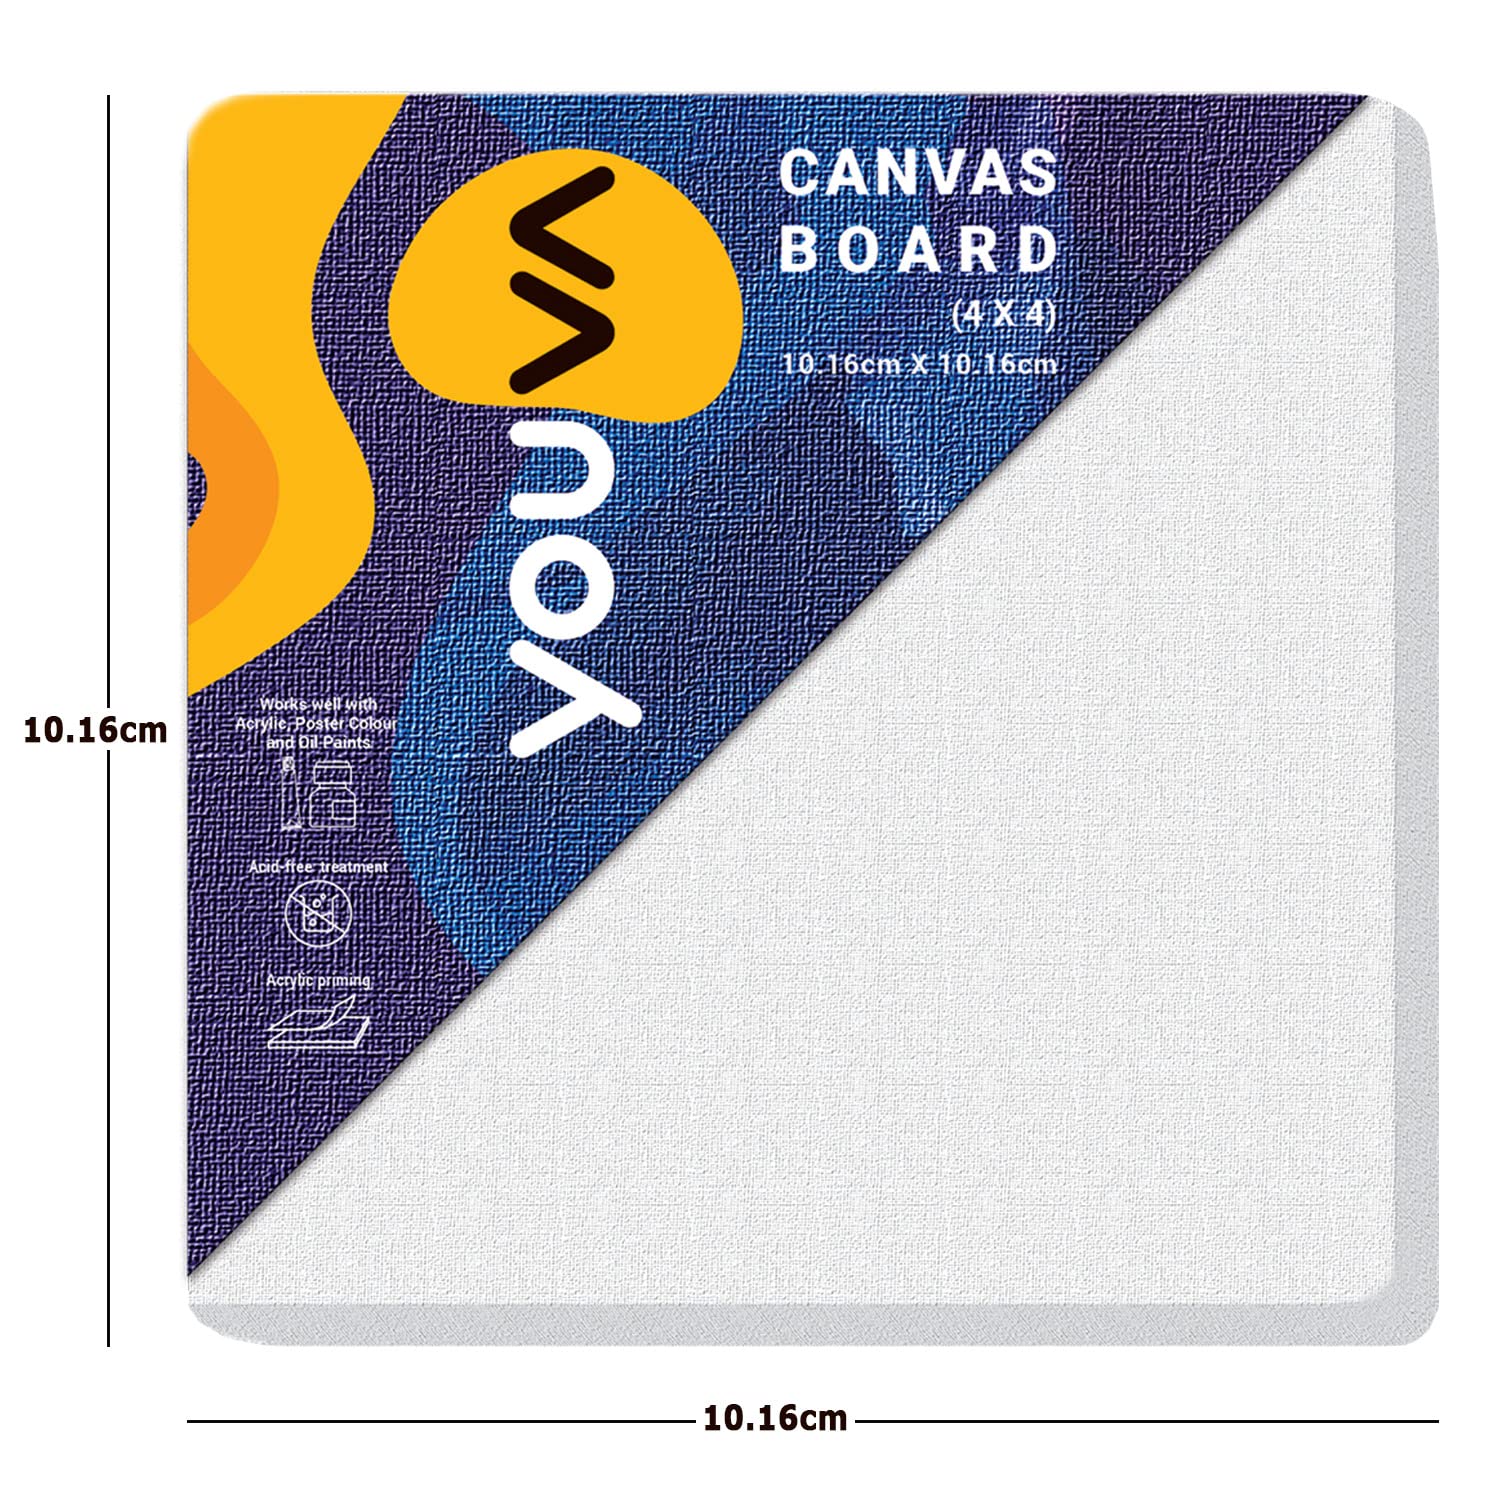 CANVAS
BOARD
(4 X 4)
10.16cm X 10.16cm
you
Works well with
Acrylic, Poster Colour
and Oil Paints
Acid-free treatment
Acrylic priming
10.16cm
10.16cm